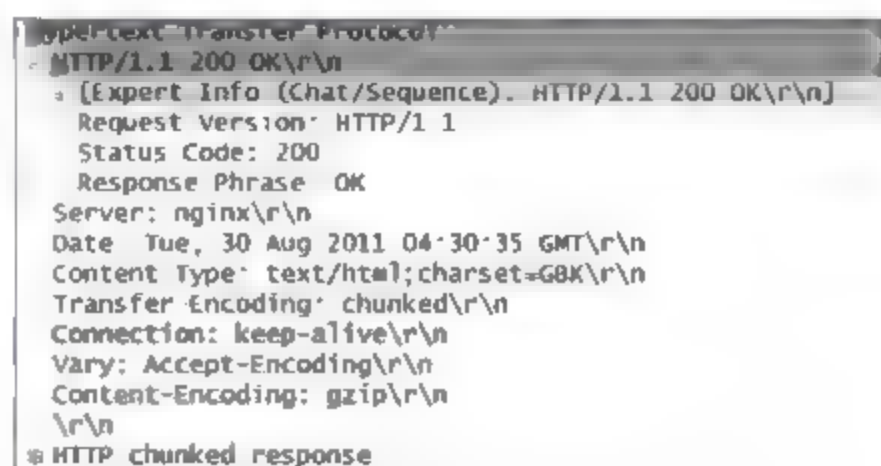 Hypertext Transfer Protocol
HTTP/1.1 200 OK\r\n
[Expert Info (Chat/Sequence). HTTP/1.1 200 OK\r\n]
Request Version: HTTP/1 1
Status Code: 200
Response Phrase OK
Server: nginx\r\n
Date Tue, 30 Aug 2011 04:30:35 GMT\r\n
Content Type: text/html;charset=GBK\r\n
Transfer Encoding: chunked\r\n
Connection: keep-alive\r\n
Vary: Accept-Encoding\r\n
Content-Encoding: gzip\r\n
\r\n
HTTP chunked response